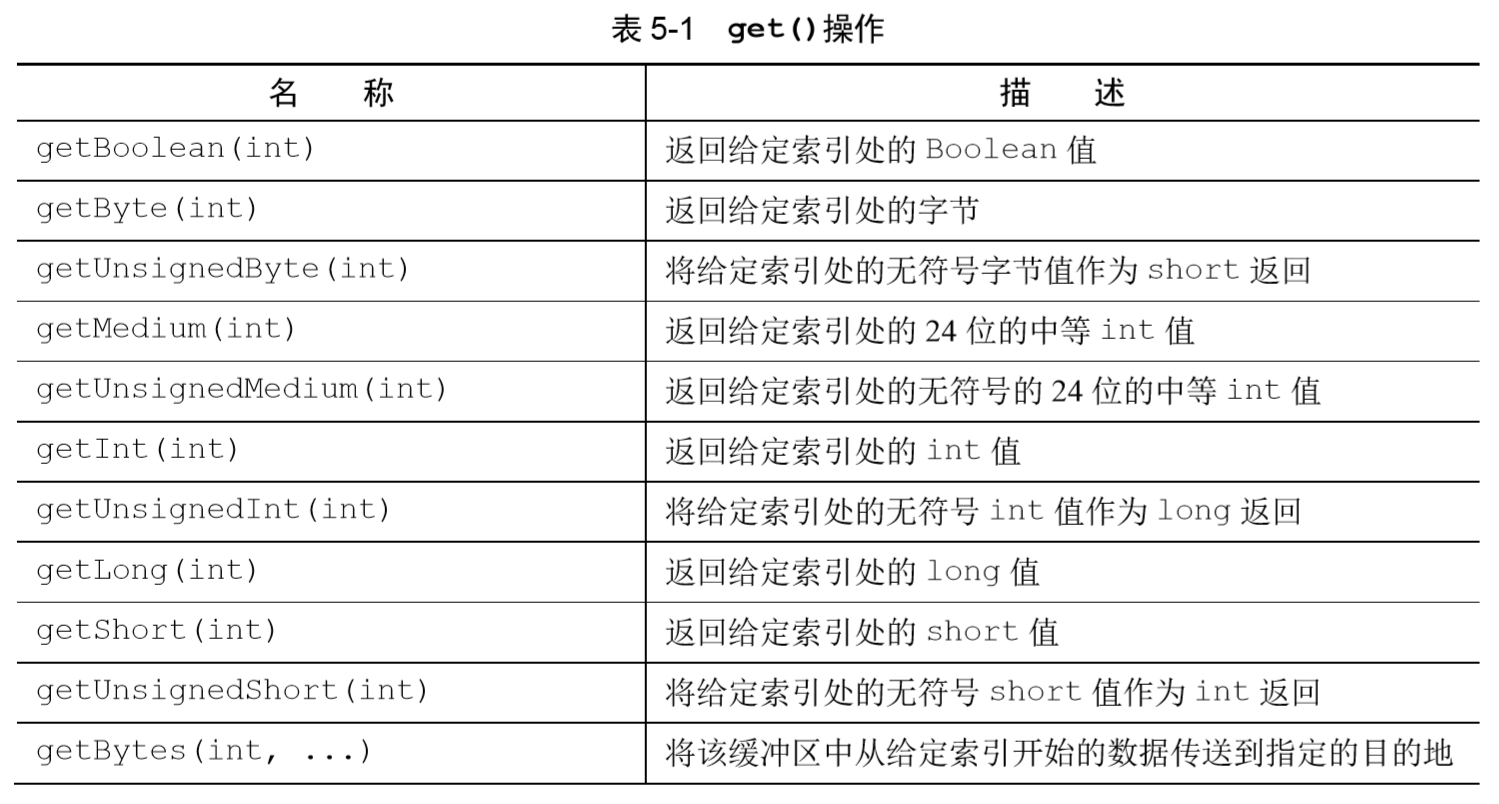 表 5-1 get()操作
名 称 描 述
getBoolean(int) 返回给定索引处的 Boolean 值
getByte(int) 返回给定索引处的字节
getUnsignedByte(int) 将给定索引处的无符号字节值作为 short 返回
getMedium(int) 返回给定索引处的 24 位的中等 int 值
getUnsignedMedium(int) 返回给定索引处的无符号的 24 位的中等 int 值
getInt(int) 返回给定索引处的 int 值
getUnsignedInt(int) 将给定索引处的无符号 int 值作为 long 返回
getLong(int) 返回给定索引处的 long 值
getShort(int) 返回给定索引处的 short 值
getUnsignedShort(int) 将给定索引处的无符号 short 值作为 int 返回
getBytes(int, ...) 将该缓冲区中从给定索引开始的数据传送到指定的目的地